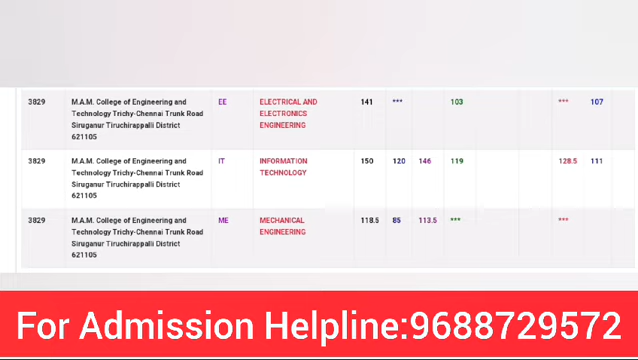 3829 M.A.M. College of Engineering and EE ELECTRICAL AND 141 *** 103 *** 107
Technology Trichy-Chennai Trunk Road ELECTRONICS
Siruganur Tiruchirappalli District ENGINEERING
621105
3829 M.A.M. College of Engineering and IT INFORMATION 150 120 146 119 128.5 111
Technology Trichy-Chennai Trunk Road TECHNOLOGY
Siruganur Tiruchirappalli District
621105
3829 M.A.M. College of Engineering and ME MECHANICAL 118.5 85 113.5 *** ***
Technology Trichy-Chennai Trunk Road ENGINEERING
Siruganur Tiruchirappalli District
621105
For Admission Helpline:9688729572